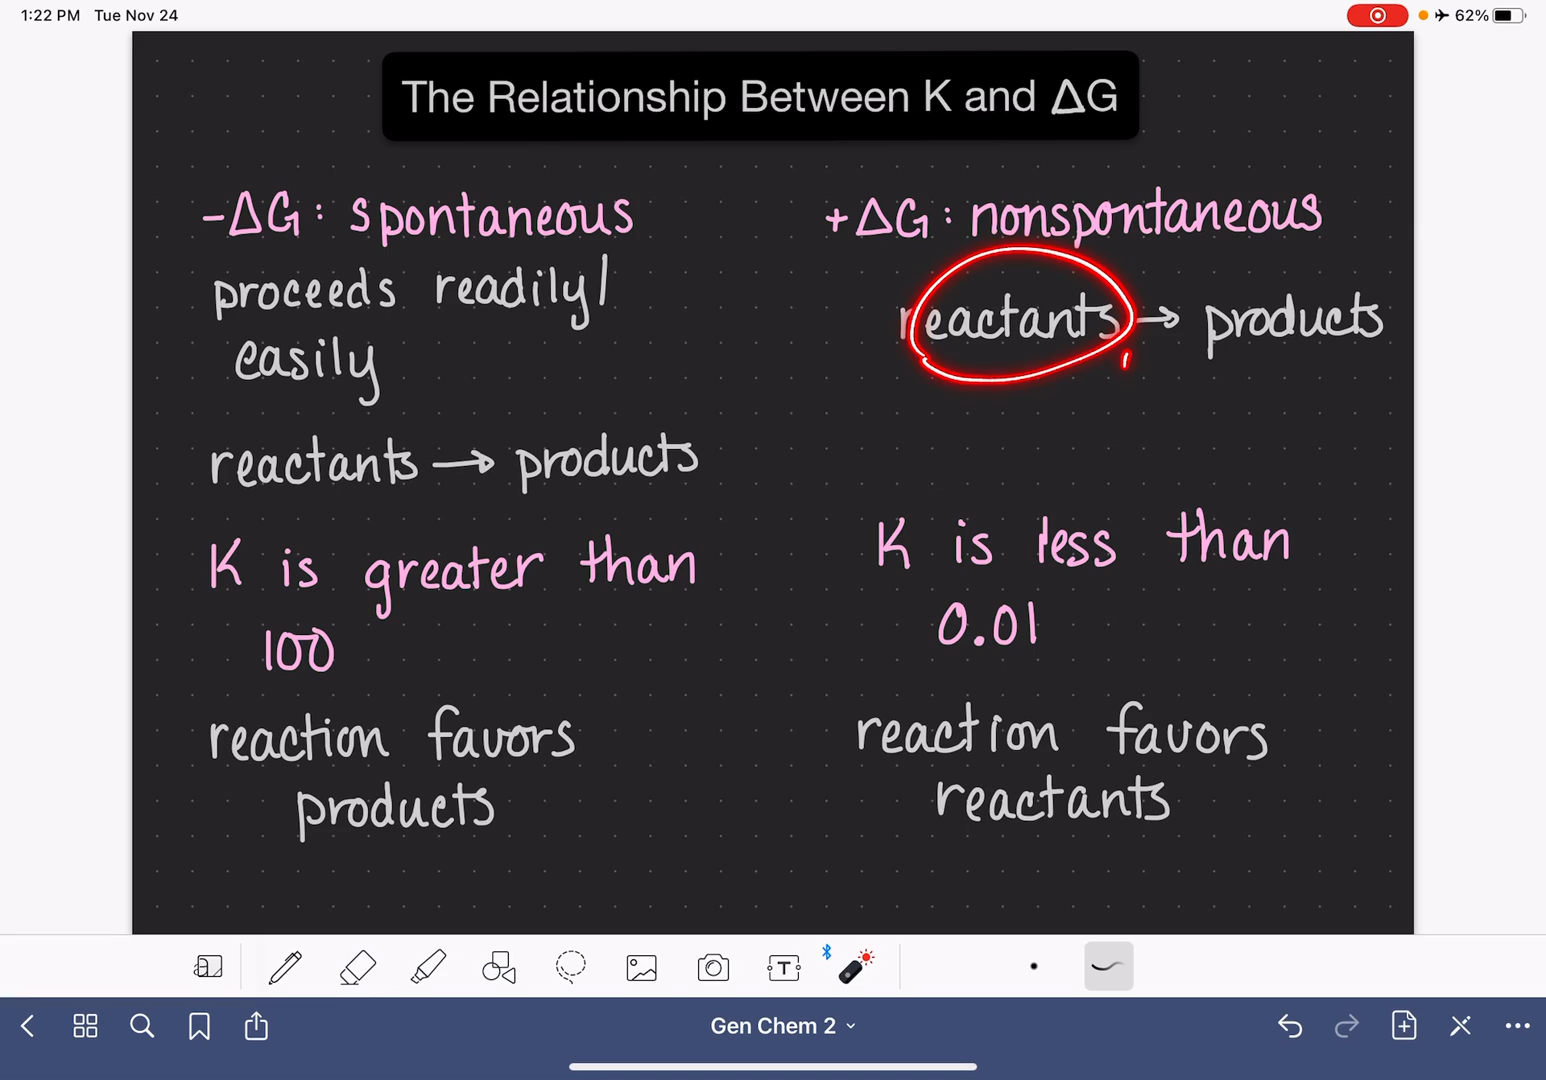 1:22 PM Tue Nov 24
62%
The Relationship Between K and ΔG
-ΔG: spontaneous
proceeds readily/
easily
reactants → products
K is greater than
100
reaction favors
products
+ΔG: nonspontaneous
reactants → products
K is less than
0.01
reaction favors
reactants
T
Gen Chem 2